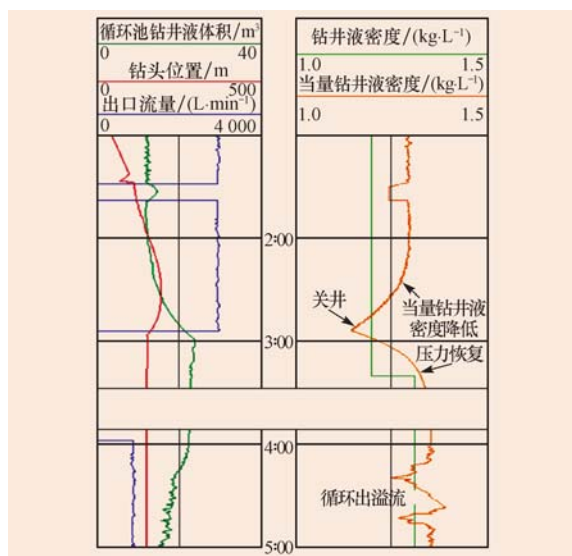 循环池钻井液体积/m³
0 40
钻头位置/m
0 500
出口流量/(L·min⁻¹)
0 4 000
钻井液密度/(kg·L⁻¹)
1.0 1.5
当量钻井液密度/(kg·L⁻¹)
1.0 1.5
2:00
关井
当量钻井液
密度降低
3:00
压力恢复
4:00
循环出溢流
5:00